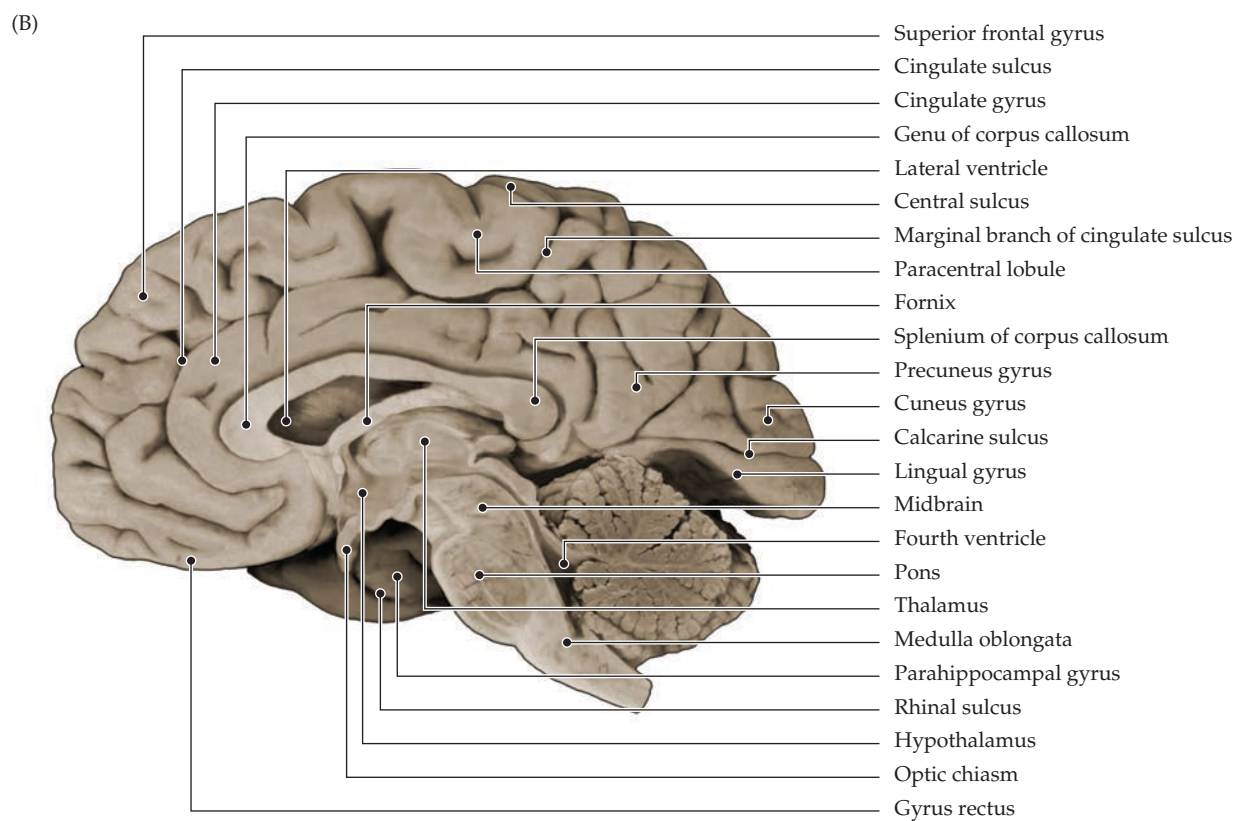 (B)
Superior frontal gyrus
Cingulate sulcus
Cingulate gyrus
Genu of corpus callosum
Lateral ventricle
Central sulcus
Marginal branch of cingulate sulcus
Paracentral lobule
Fornix
Splenium of corpus callosum
Precuneus gyrus
Cuneus gyrus
Calcarine sulcus
Lingual gyrus
Midbrain
Fourth ventricle
Pons
Thalamus
Medulla oblongata
Parahippocampal gyrus
Rhinal sulcus
Hypothalamus
Optic chiasm
Gyrus rectus